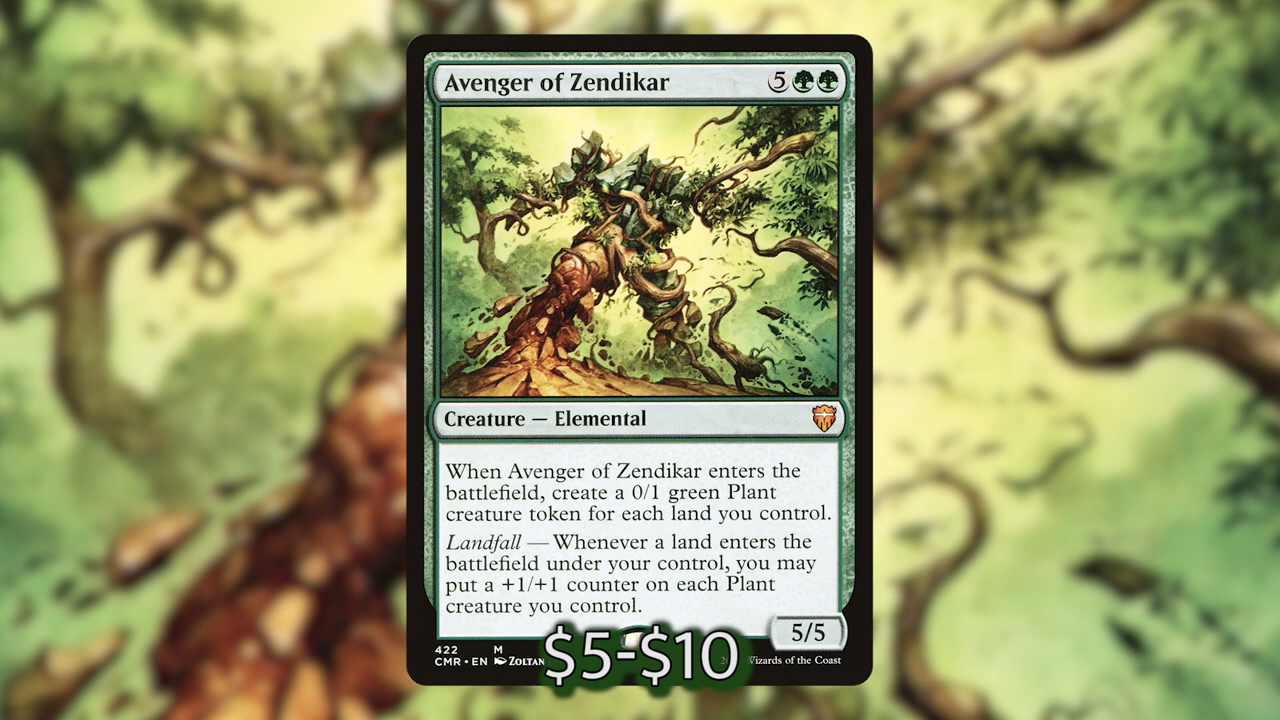 Avenger of Zendikar 5
Creature — Elemental
When Avenger of Zendikar enters the
battlefield, create a 0/1 green Plant
creature token for each land you control.
Landfall — Whenever a land enters the
battlefield under your control, you may
put a +1/+1 counter on each Plant
creature you control.
5/5
422 M
CMR • EN ZOLTAN
Wizards of the Coast
$5-$10